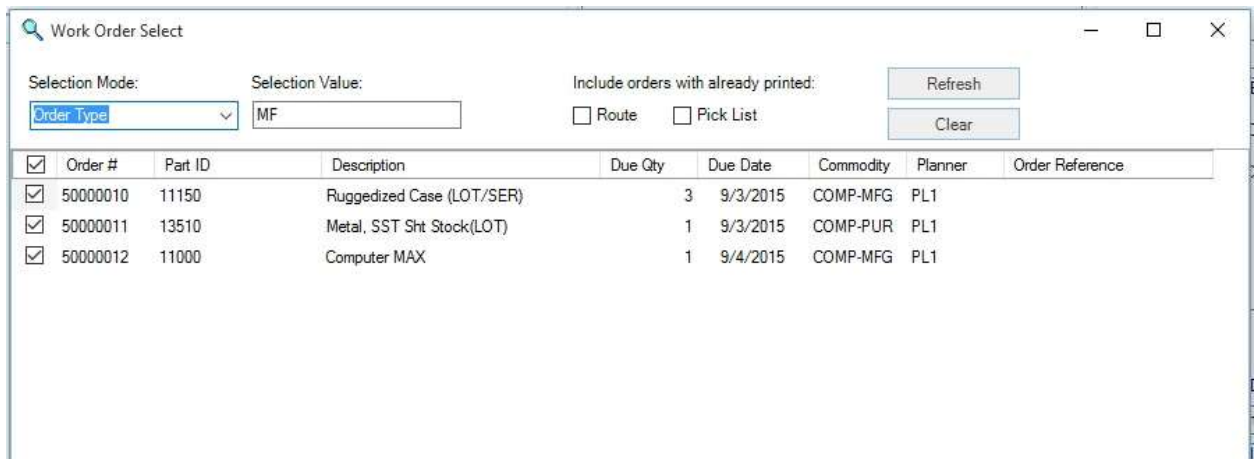 Work Order Select
Selection Mode: Selection Value: Include orders with already printed: Refresh
Order Type MF Route Pick List Clear
Order # Part ID Description Due Qty Due Date Commodity Planner Order Reference
50000010 11150 Ruggedized Case (LOT/SER) 3 9/3/2015 COMP-MFG PL1
50000011 13510 Metal, SST Sht Stock(LOT) 1 9/3/2015 COMP-PUR PL1
50000012 11000 Computer MAX 1 9/4/2015 COMP-MFG PL1